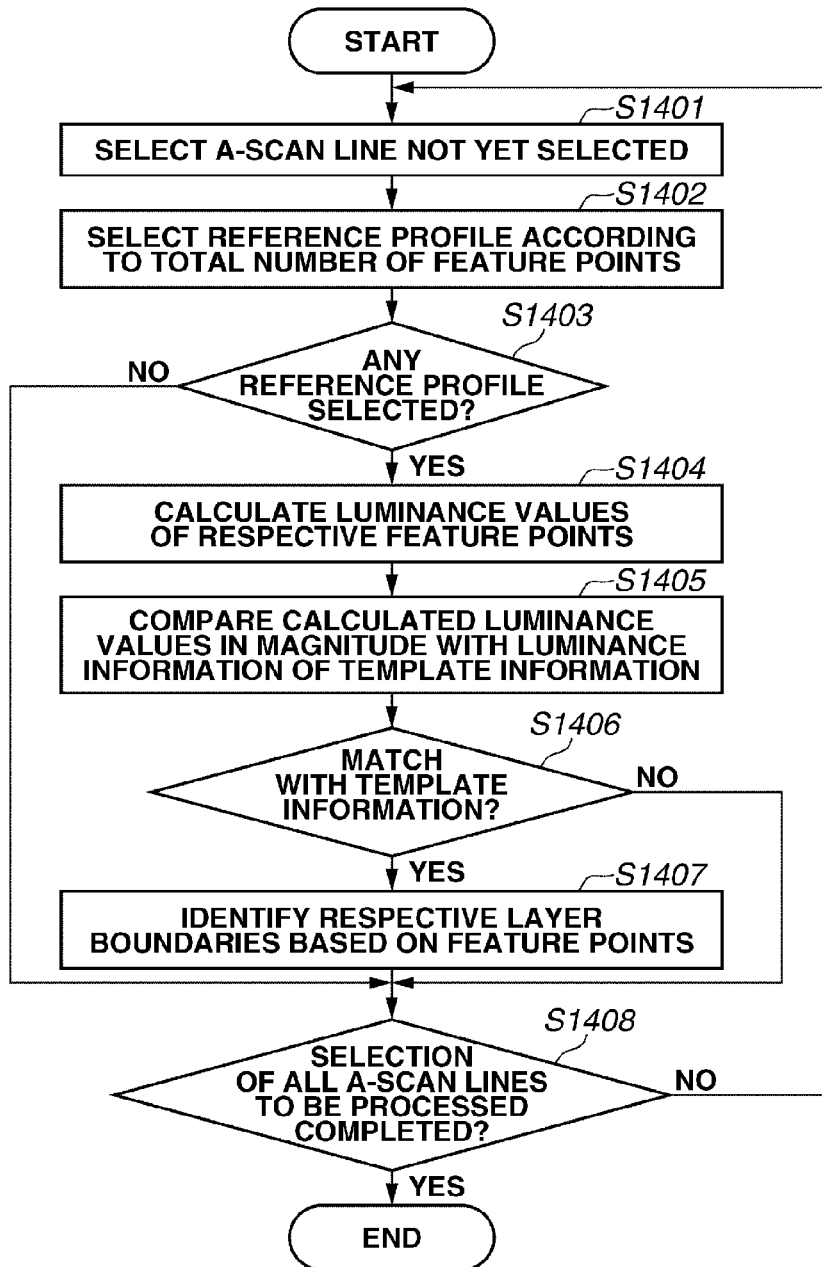 START
S1401
SELECT A-SCAN LINE NOT YET SELECTED
S1402
SELECT REFERENCE PROFILE ACCORDING
TO TOTAL NUMBER OF FEATURE POINTS
S1403
ANY
REFERENCE PROFILE
SELECTED?
NO
YES
S1404
CALCULATE LUMINANCE VALUES
OF RESPECTIVE FEATURE POINTS
S1405
COMPARE CALCULATED LUMINANCE
VALUES IN MAGNITUDE WITH LUMINANCE
INFORMATION OF TEMPLATE INFORMATION
S1406
MATCH
WITH TEMPLATE
INFORMATION?
NO
YES
S1407
IDENTIFY RESPECTIVE LAYER
BOUNDARIES BASED ON FEATURE POINTS
S1408
SELECTION
OF ALL A-SCAN LINES
TO BE PROCESSED
COMPLETED?
NO
YES
END